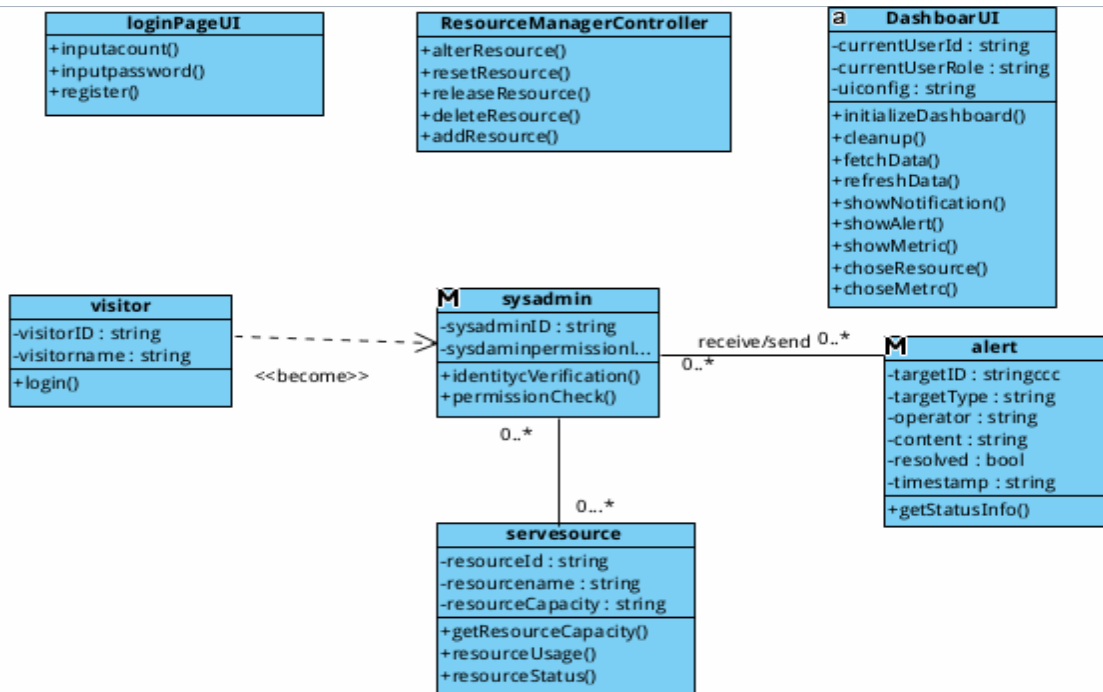 loginPageUI
+inputacount()
+inputpassword()
+register()
ResourceManagerController
+alterResource()
+resetResource()
+releaseResource()
+deleteResource()
+addResource()
a
DashboarUI
-currentUserId : string
-currentUserRole : string
-uiconfig : string
+initializeDashboard()
+cleanup()
+fetchData()
+refreshData()
+showNotification()
+showAlert()
+showMetric()
+choseResource()
+choseMetrc()
visitor
-visitorID : string
-visitorname : string
+login()
<<become>>
M
sysadmin
-sysadminID : string
-sysdaminpermissionI...
+identitycVerification()
+permissionCheck()
receive/send 0..*
0..*
M
alert
-targetID : stringccc
-targetType : string
-operator : string
-content : string
-resolved : bool
-timestamp : string
+getStatusInfo()
0..*
0...*
servesource
-resourceId : string
-resourcename : string
-resourceCapacity : string
+getResourceCapacity()
+resourceUsage()
+resourceStatus()